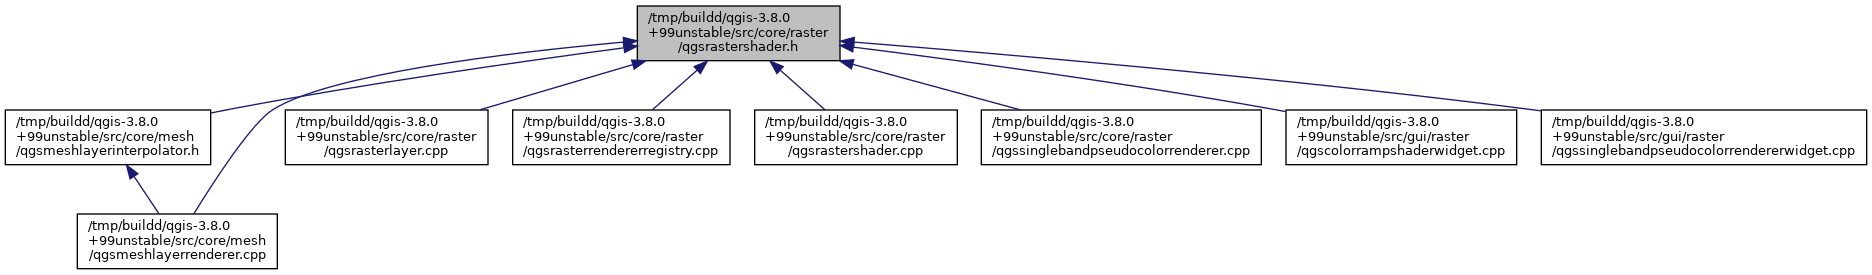 /tmp/buildd/qgis-3.8.0
+99unstable/src/core/raster
/qgsrastershader.h
/tmp/buildd/qgis-3.8.0
+99unstable/src/core/mesh
/qgsmeshlayerinterpolator.h
/tmp/buildd/qgis-3.8.0
+99unstable/src/core/raster
/qgsrasterlayer.cpp
/tmp/buildd/qgis-3.8.0
+99unstable/src/core/raster
/qgsrasterrendererregistry.cpp
/tmp/buildd/qgis-3.8.0
+99unstable/src/core/raster
/qgsrastershader.cpp
/tmp/buildd/qgis-3.8.0
+99unstable/src/core/raster
/qgssinglebandpseudocolorrenderer.cpp
/tmp/buildd/qgis-3.8.0
+99unstable/src/gui/raster
/qgscolorrampshaderwidget.cpp
/tmp/buildd/qgis-3.8.0
+99unstable/src/gui/raster
/qgssinglebandpseudocolorrendererwidget.cpp
/tmp/buildd/qgis-3.8.0
+99unstable/src/core/mesh
/qgsmeshlayerrenderer.cpp